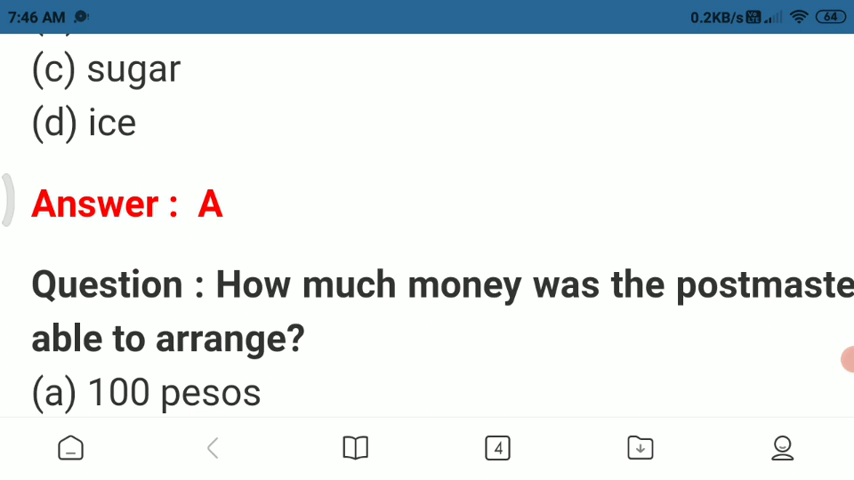 7:46 AM
0.2KB/s 64
(c) sugar
(d) ice
Answer : A
Question : How much money was the postmaste
able to arrange?
(a) 100 pesos
4